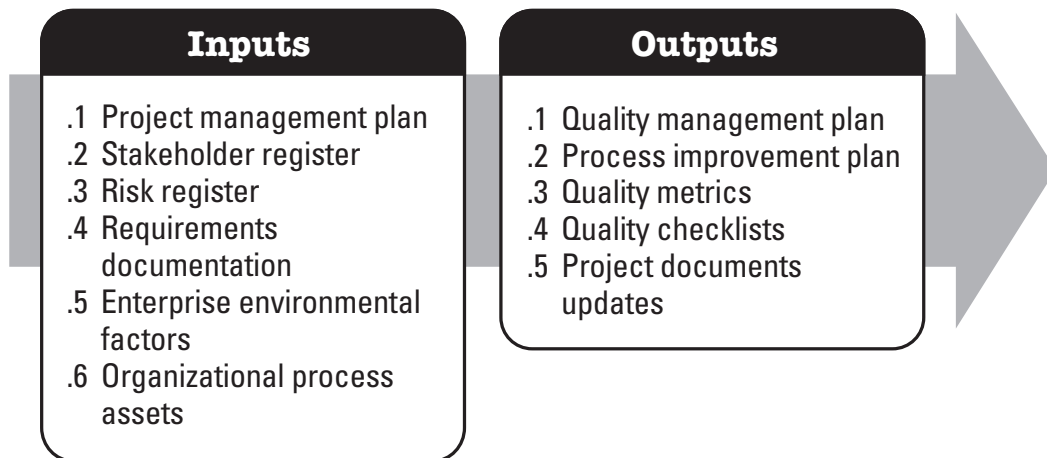 Inputs
.1 Project management plan
.2 Stakeholder register
.3 Risk register
.4 Requirements
documentation
.5 Enterprise environmental
factors
.6 Organizational process
assets
Outputs
.1 Quality management plan
.2 Process improvement plan
.3 Quality metrics
.4 Quality checklists
.5 Project documents
updates